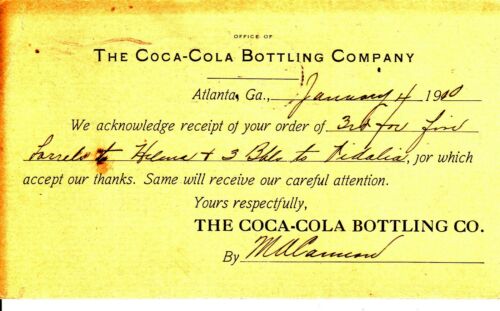 OFFICE OF
THE COCA-COLA BOTTLING COMPANY
Atlanta, Ga., January 4 1910
We acknowledge receipt of your order of 3rd for five
barrels to Helena & 3 Bbls to Vidalia, for which
accept our thanks. Same will receive our careful attention.
Yours respectfully,
THE COCA-COLA BOTTLING CO.
By M A Cannon